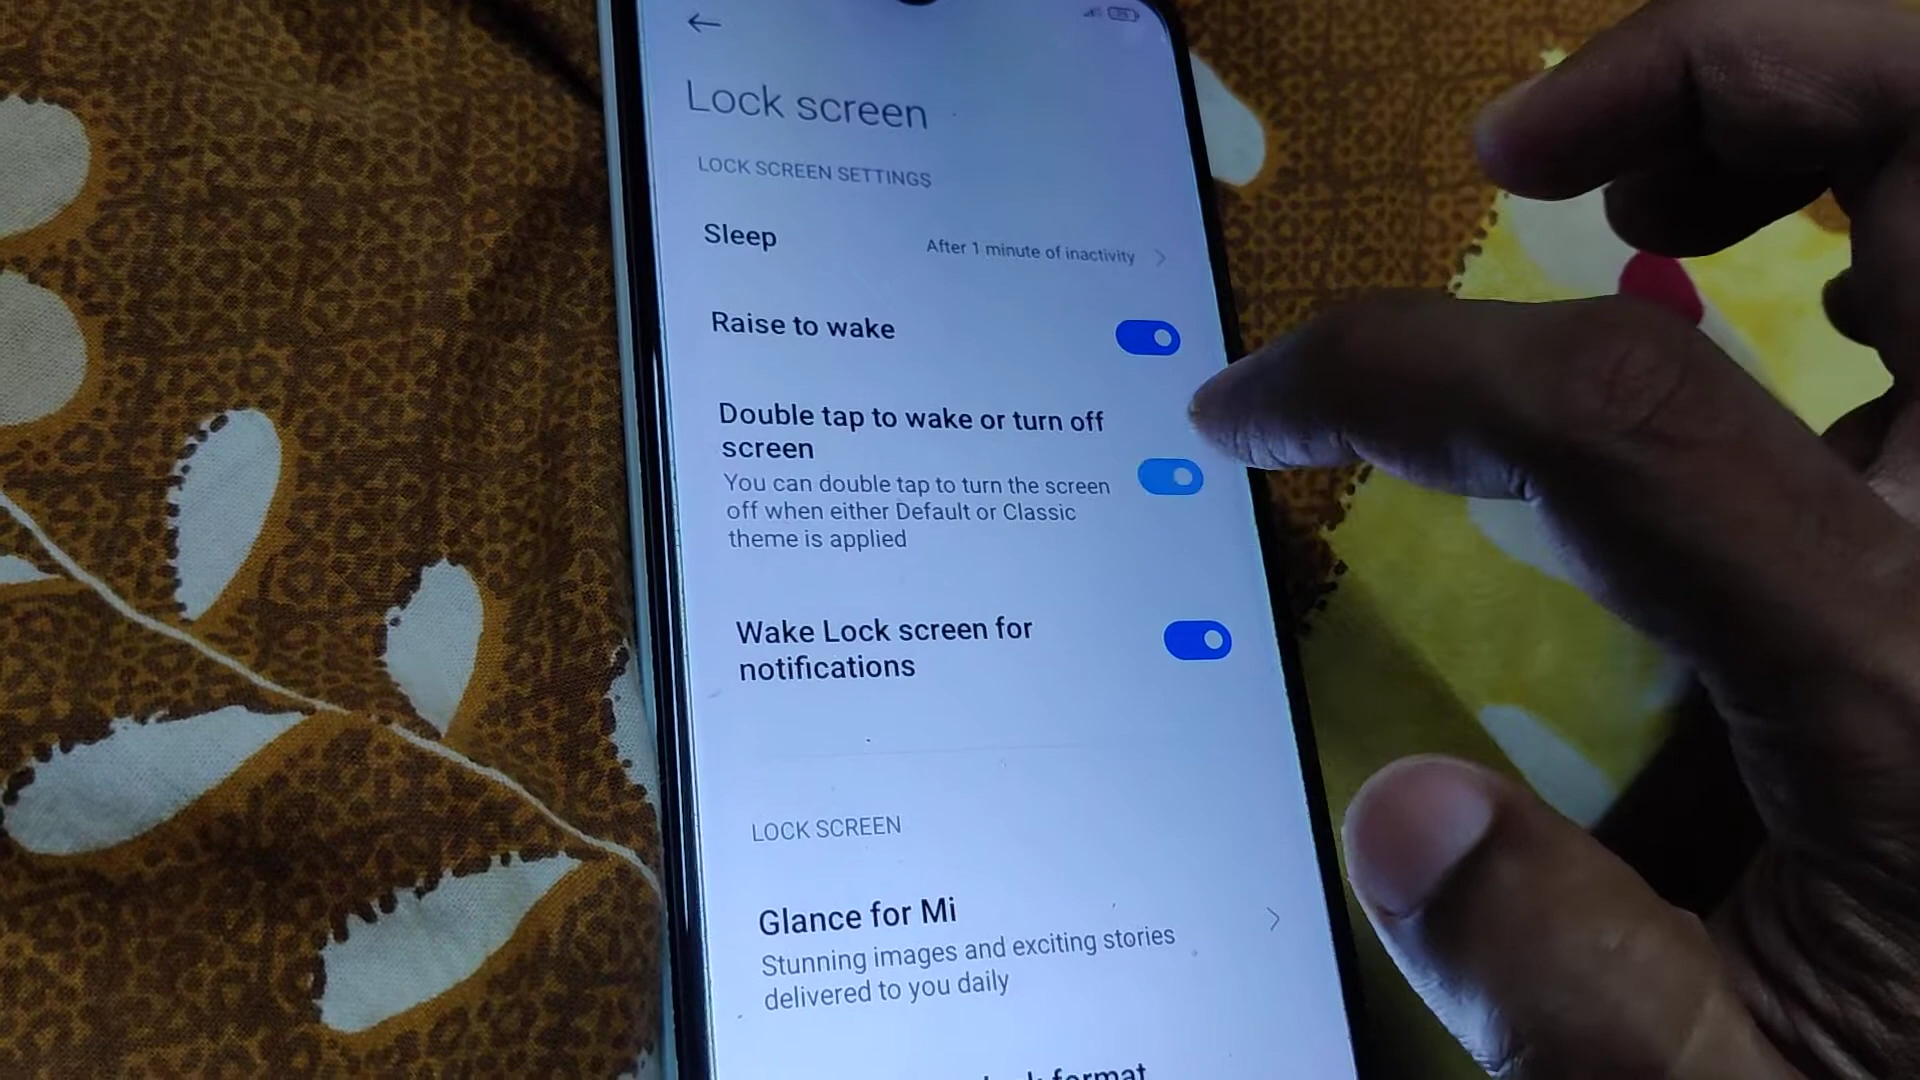 Lock screen
LOCK SCREEN SETTINGS
Sleep
After 1 minute of inactivity
Raise to wake
Double tap to wake or turn off
screen
You can double tap to turn the screen
off when either Default or Classic
theme is applied
Wake Lock screen for
notifications
LOCK SCREEN
Glance for Mi
Stunning images and exciting stories
delivered to you daily
format